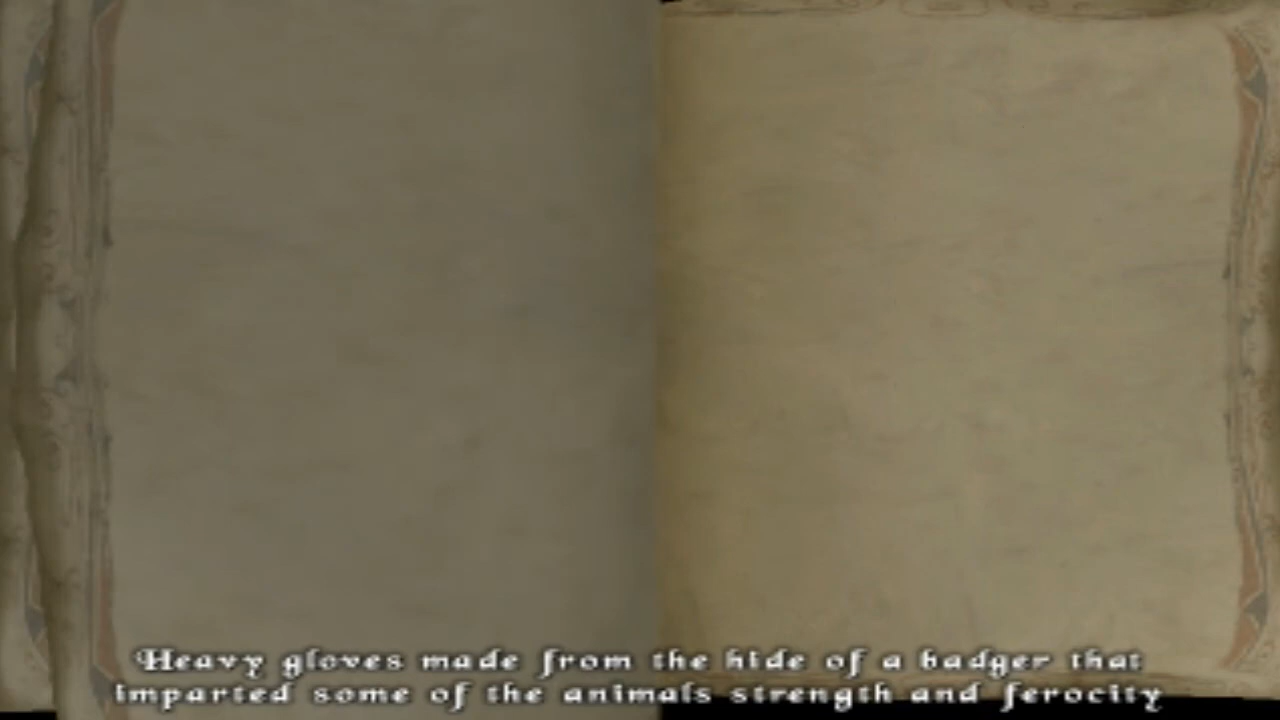 Heavy gloves made from the hide of a badger that
imparted some of the animals strength and ferocity